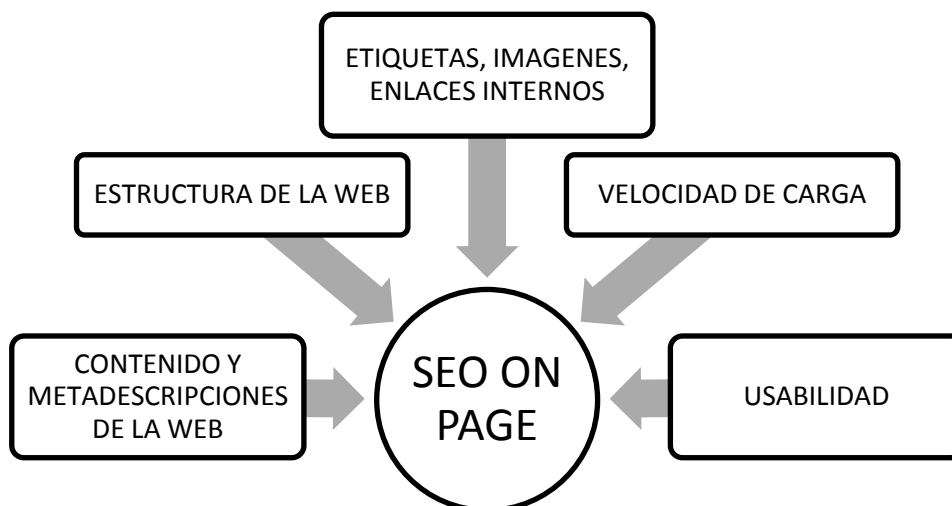 ETIQUETAS, IMAGENES,
ENLACES INTERNOS
ESTRUCTURA DE LA WEB
VELOCIDAD DE CARGA
CONTENIDO Y
METADESCRIPCIONES
DE LA WEB
SEO ON
PAGE
USABILIDAD